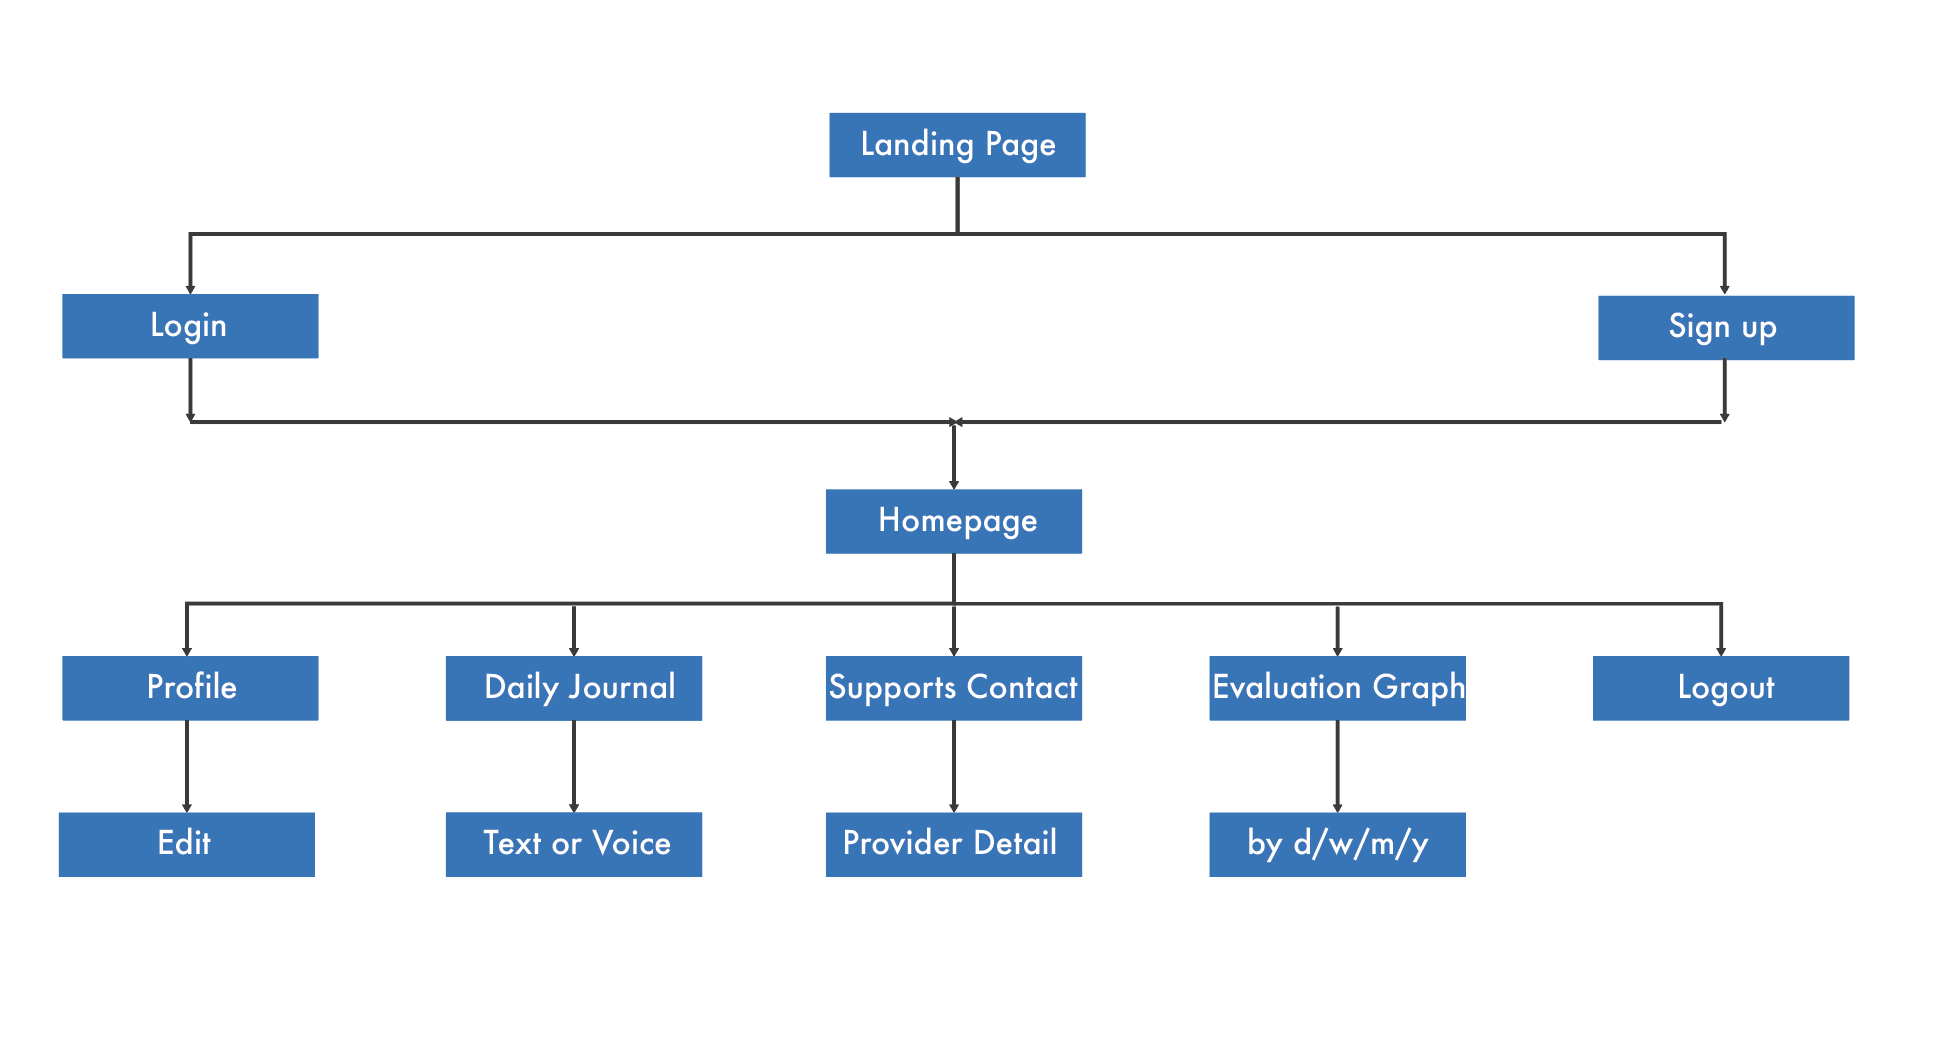 Landing Page
Login
Sign up
Homepage
Profile
Daily Journal
Supports Contact
Evaluation Graph
Logout
Edit
Text or Voice
Provider Detail
by d/w/m/y